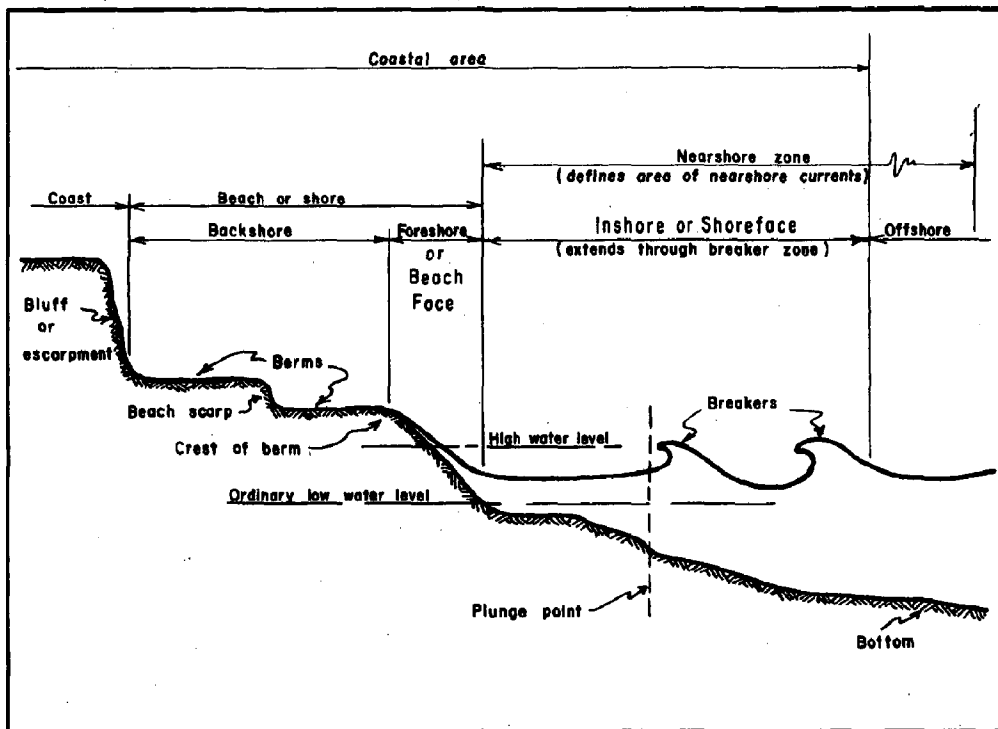 Coastal area
Nearshore zone
(defines area of nearshore currents)
Coast
Beach or shore
Backshore
Foreshore
or
Beach
Face
Inshore or Shoreface
(extends through breaker zone)
Offshore
Bluff
or
escarpment
Berms
Beach scarp
Crest of berm
High water level
Breakers
Ordinary low water level
Plunge point
Bottom